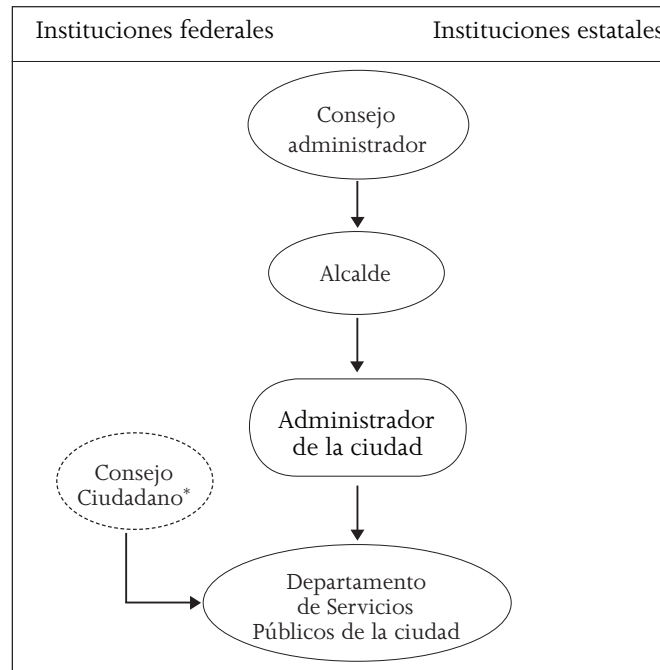 Instituciones federales
Instituciones estatales
Consejo
administrador
Alcalde
Administrador
de la ciudad
Consejo
Ciudadano*
Departamento
de Servicios
Públicos de la ciudad